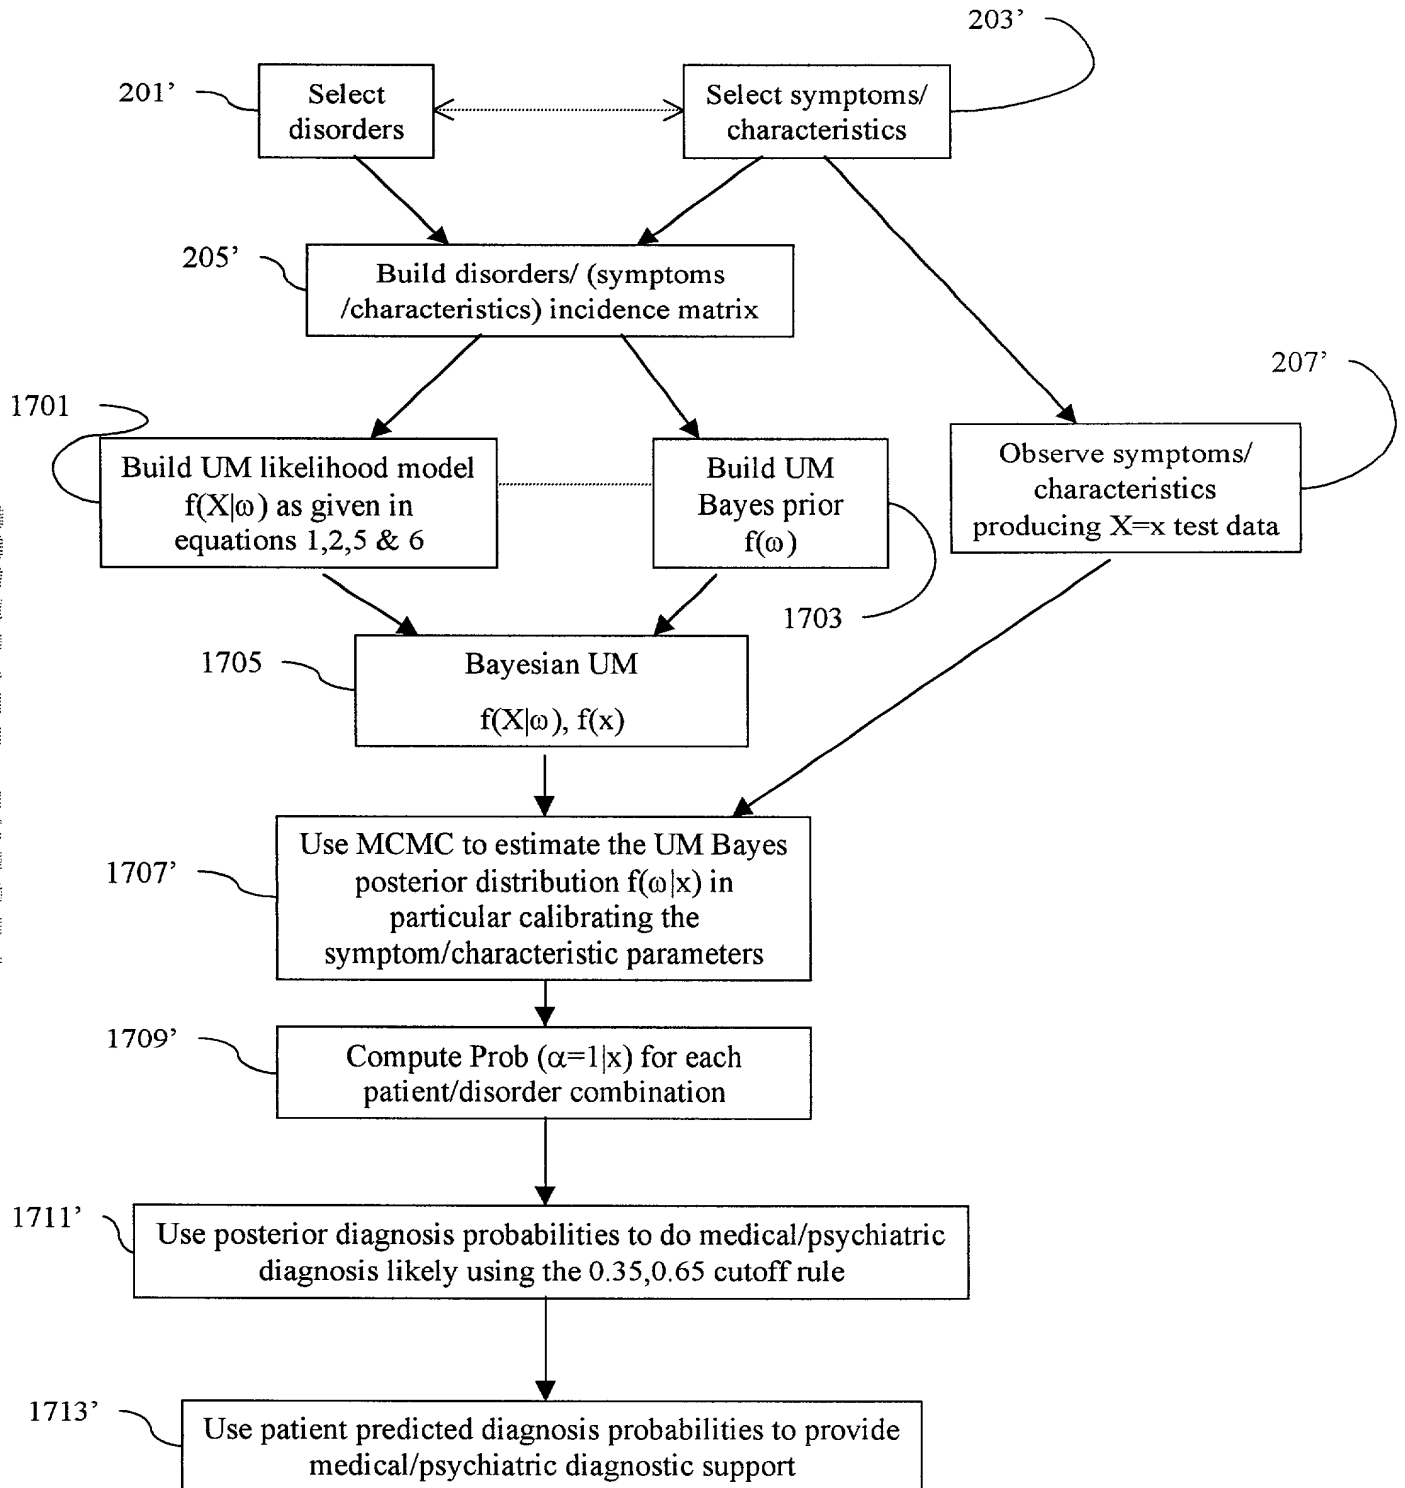 203’
201’
Select
disorders
Select symptoms/
characteristics
205’
Build disorders/ (symptoms
/characteristics) incidence matrix
207’
1701
Build UM likelihood model
f(X|ω) as given in
equations 1,2,5 & 6
Build UM
Bayes prior
f(ω)
Observe symptoms/
characteristics
producing X=x test data
1703
1705
Bayesian UM
f(X|ω), f(x)
1707’
Use MCMC to estimate the UM Bayes
posterior distribution f(ω|x) in
particular calibrating the
symptom/characteristic parameters
1709’
Compute Prob (α=1|x) for each
patient/disorder combination
1711’
Use posterior diagnosis probabilities to do medical/psychiatric
diagnosis likely using the 0.35,0.65 cutoff rule
1713’
Use patient predicted diagnosis probabilities to provide
medical/psychiatric diagnostic support